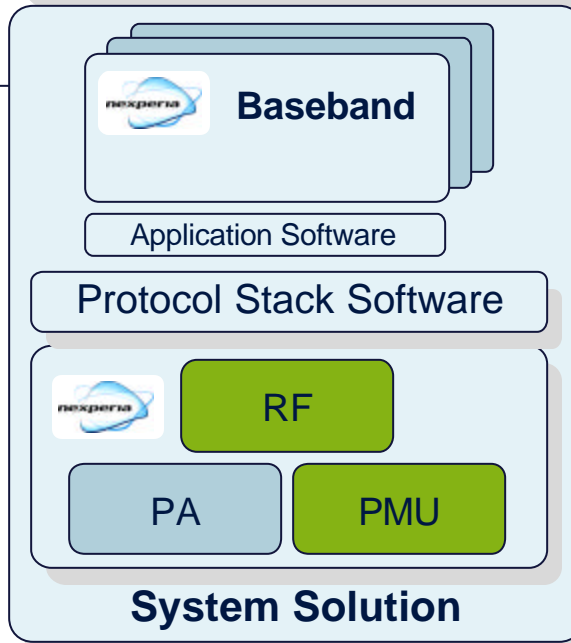 nexperia
Baseband
Application Software
Protocol Stack Software
nexperia
RF
PA
PMU
System Solution